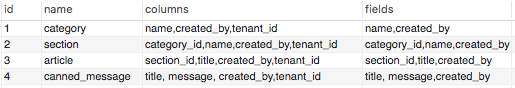 id name columns fields
1 category name,created_by,tenant_id name,created_by
2 section category_id,name,created_by,tenant_id category_id,name,created_by
3 article section_id,title,created_by,tenant_id section_id,title,created_by
4 canned_message title, message, created_by,tenant_id title, message,created_by